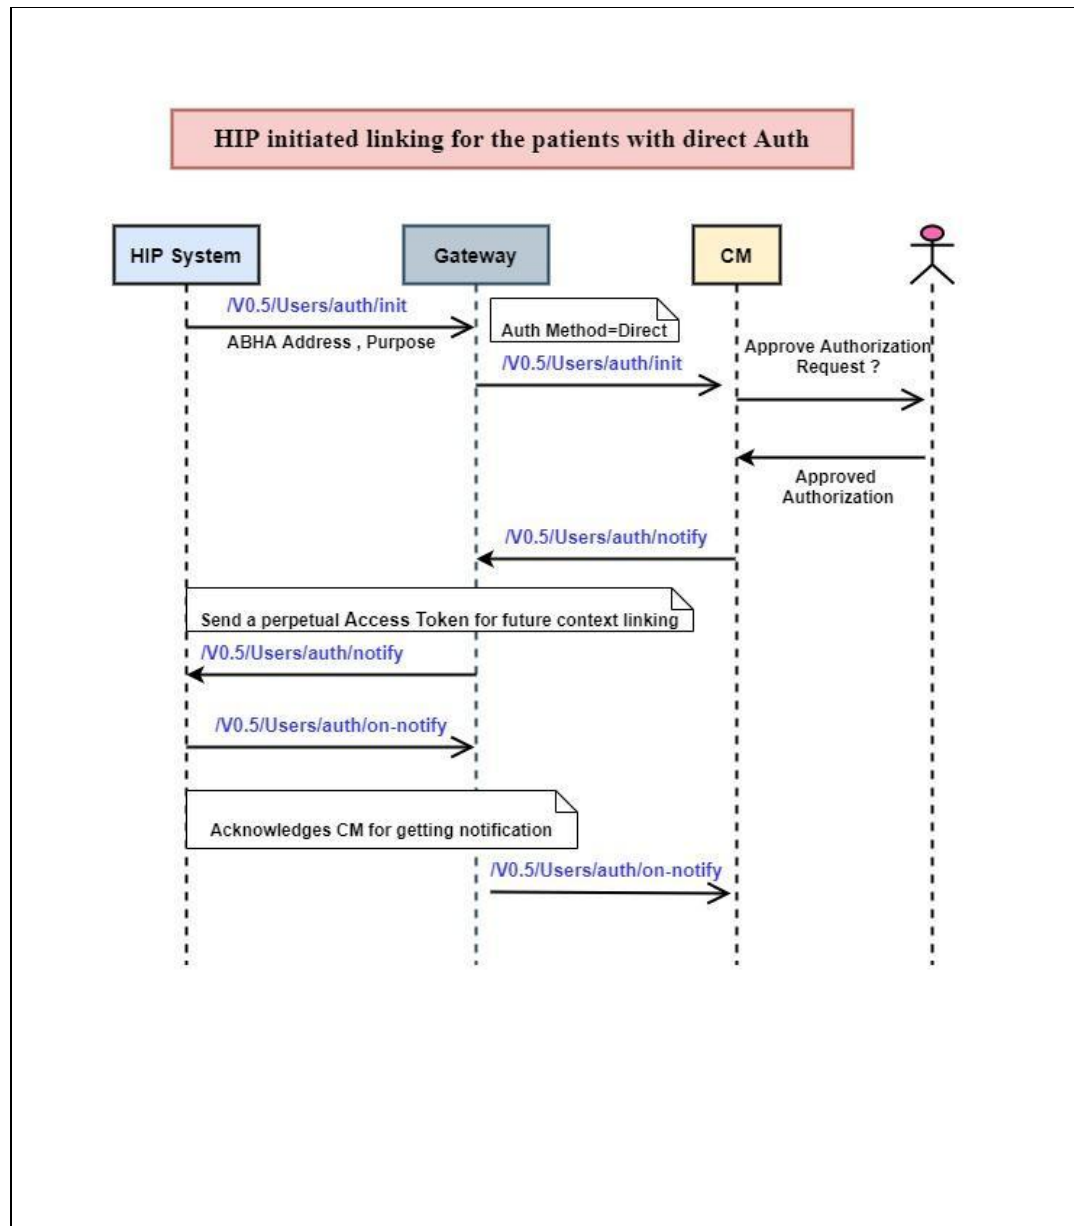 HIP initiated linking for the patients with direct Auth
HIP System
Gateway
CM
/V0.5/Users/auth/init
ABHA Address , Purpose
Auth Method=Direct
/V0.5/Users/auth/init
Approve Authorization
Request ?
Approved
Authorization
/V0.5/Users/auth/notify
Send a perpetual Access Token for future context linking
/V0.5/Users/auth/notify
/V0.5/Users/auth/on-notify
Acknowledges CM for getting notification
/V0.5/Users/auth/on-notify